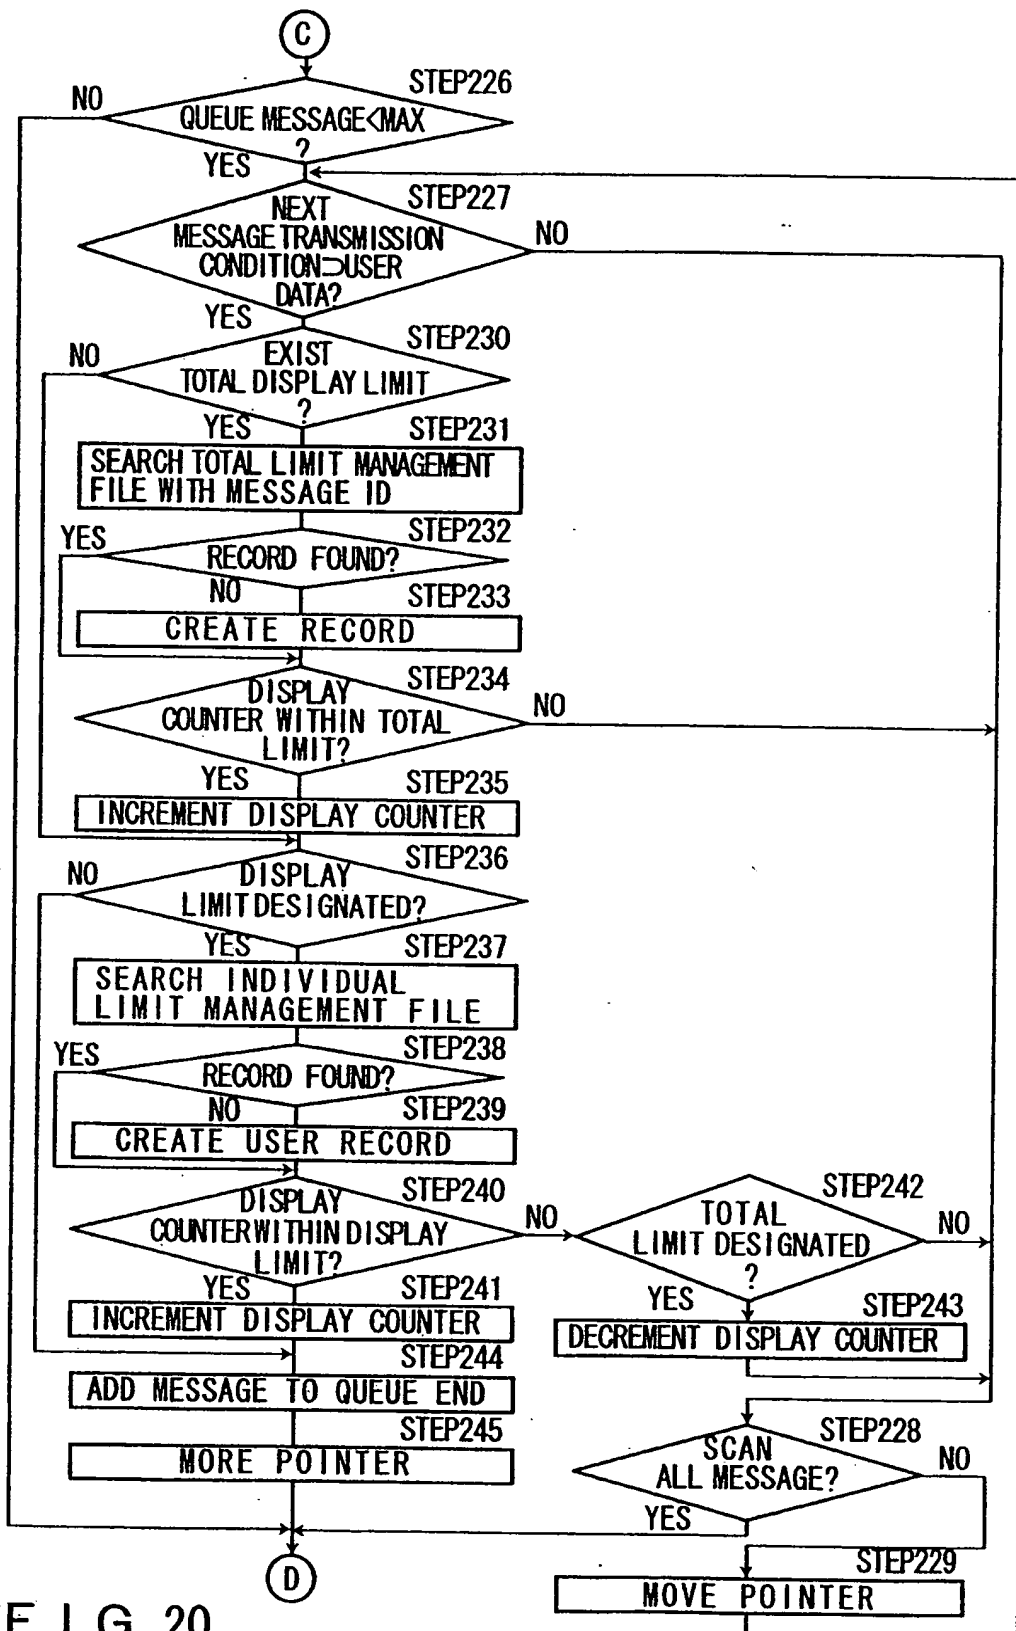 C
STEP226
NO
QUEUE MESSAGE<MAX
?
YES
STEP227
NEXT
MESSAGE TRANSMISSION
CONDITION⊃USER
DATA?
NO
YES
STEP230
NO
EXIST
TOTAL DISPLAY LIMIT
?
YES
STEP231
SEARCH TOTAL LIMIT MANAGEMENT
FILE WITH MESSAGE ID
STEP232
YES
RECORD FOUND?
NO
STEP233
CREATE RECORD
STEP234
DISPLAY
COUNTER WITHIN TOTAL
LIMIT?
NO
YES
STEP235
INCREMENT DISPLAY COUNTER
STEP236
NO
DISPLAY
LIMIT DESIGNATED?
YES
STEP237
SEARCH INDIVIDUAL
LIMIT MANAGEMENT FILE
STEP238
YES
RECORD FOUND?
NO
STEP239
CREATE USER RECORD
STEP240
DISPLAY
COUNTER WITHIN DISPLAY
LIMIT?
NO
STEP242
TOTAL
LIMIT DESIGNATED
?
NO
YES
STEP241
INCREMENT DISPLAY COUNTER
YES
STEP243
DECREMENT DISPLAY COUNTER
STEP244
ADD MESSAGE TO QUEUE END
STEP245
MORE POINTER
STEP228
SCAN
ALL MESSAGE?
NO
YES
D
STEP229
MOVE POINTER
FIG. 20